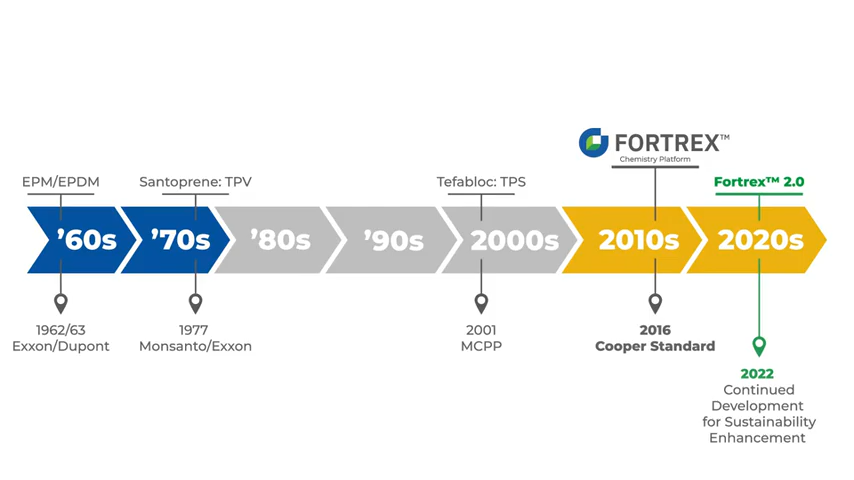 FORTREX™
Chemistry Platform
EPM/EPDM
Santoprene: TPV
Tefabloc: TPS
Fortrex™ 2.0
’60s
’70s
’80s
’90s
2000s
2010s
2020s
1962/63
Exxon/Dupont
1977
Monsanto/Exxon
2001
MCPP
2016
Cooper Standard
2022
Continued
Development
for Sustainability
Enhancement